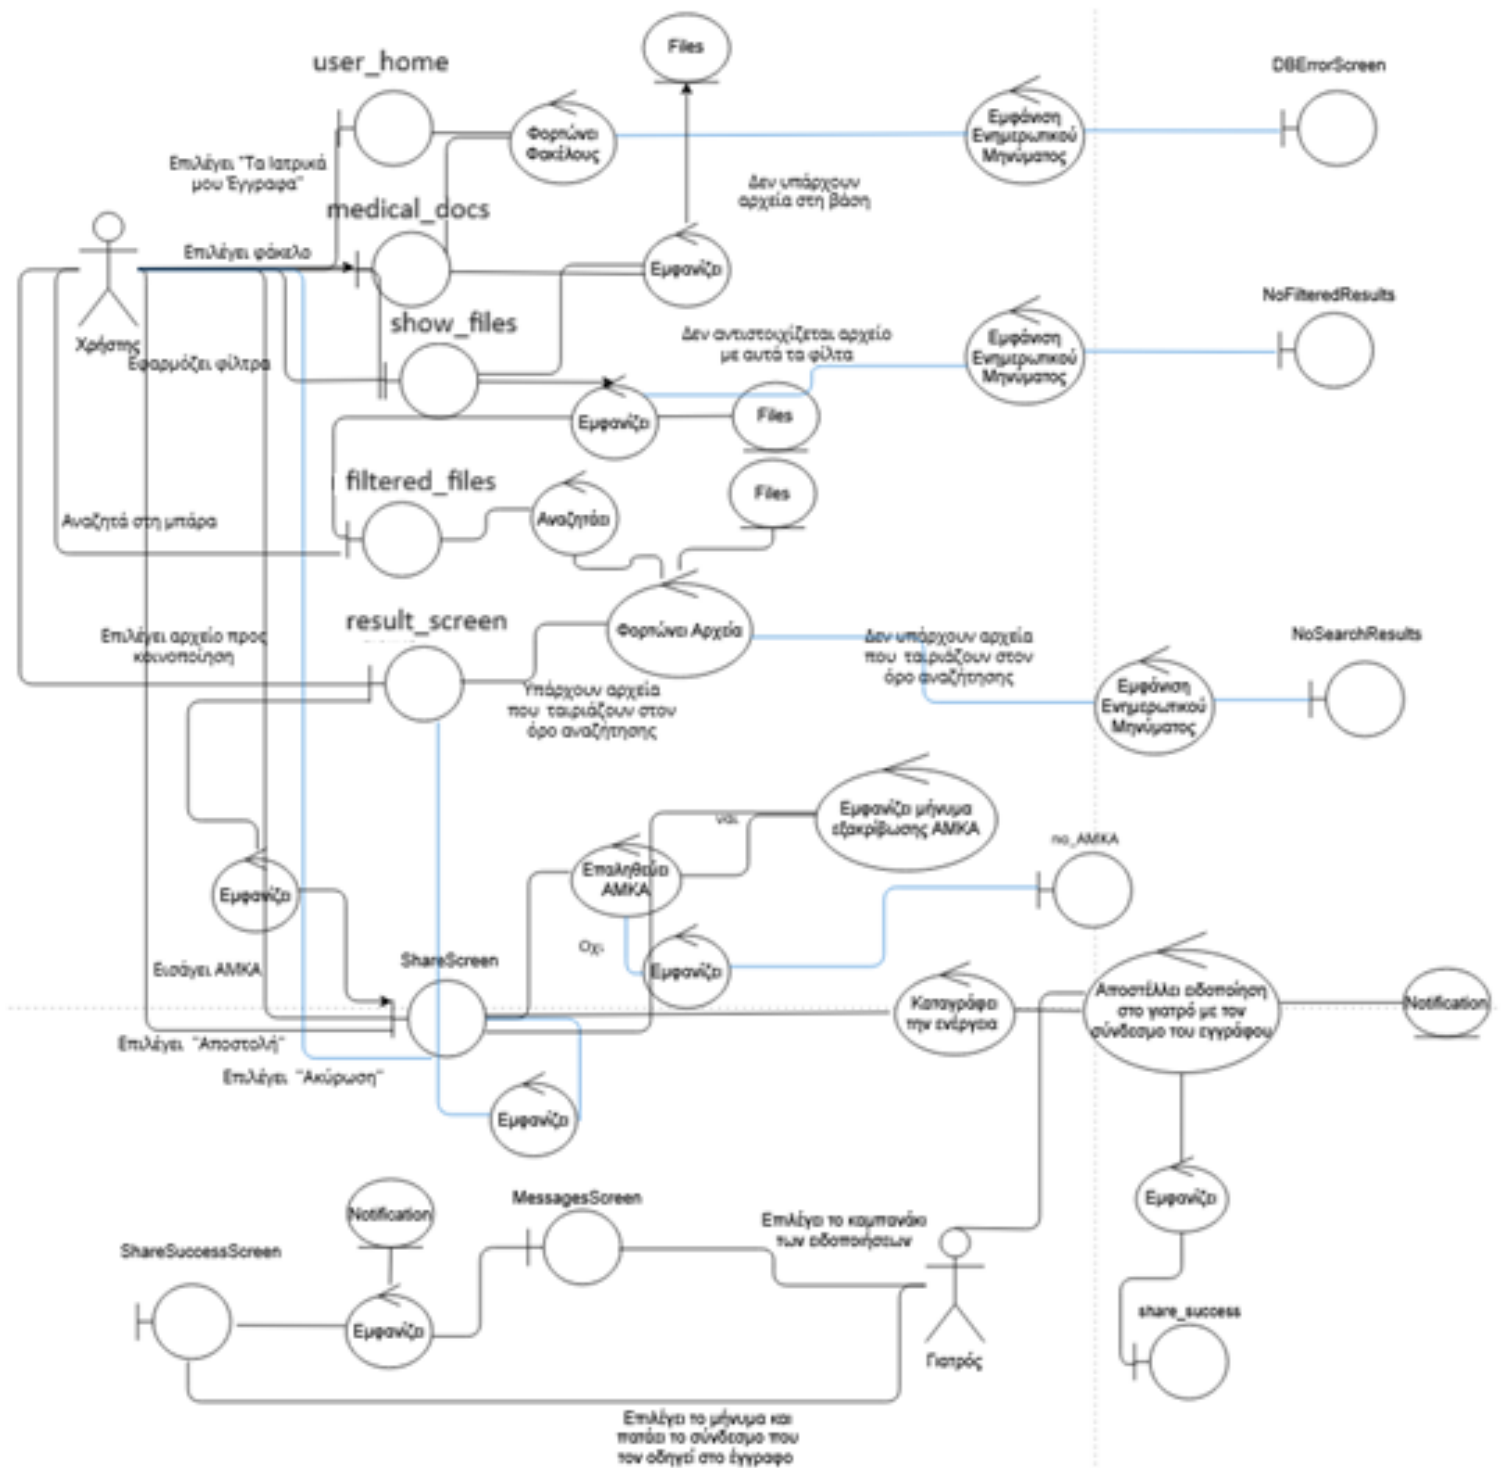 Files
user_home
DBErrorScreen
Φορτώνει
Φακέλους
Εμφάνιση
Ενημερωτικού
Μηνύματος
Επιλέγει "Τα Ιατρικά
μου Έγγραφα"
Δεν υπάρχουν
αρχεία στη βάση
medical_docs
Επιλέγει φάκελο
Εμφανίζει
NoFilteredResults
show_files
Χρήστης
Δεν αντιστοιχίζεται αρχείο
με αυτά τα φίλτα
Εμφάνιση
Ενημερωτικού
Μηνύματος
Εφαρμόζει φίλτρα
Εμφανίζει
Files
filtered_files
Files
Αναζητά στη μπάρα
Αναζητάει
result_screen
Φορτώνει Αρχεία
Επιλέγει αρχείο προς
κοινοποίηση
Δεν υπάρχουν αρχεία
που ταιριάζουν στον
όρο αναζήτησης
NoSearchResults
Υπάρχουν αρχεία
που ταιριάζουν στον
όρο αναζήτησης
Εμφάνιση
Ενημερωτικού
Μηνύματος
Εμφανίζει μήνυμα
εξακρίβωσης ΑΜΚΑ
ναι
no_AMKA
Επαληθεύει
ΑΜΚΑ
Εμφανίζει
Οχι
Εμφανίζει
Εισάγει ΑΜΚΑ
ShareScreen
Καταγράφει
την ενέργεια
Αποστέλλει ειδοποίηση
στο γιατρό με τον
σύνδεσμο του εγγράφου
Notification
Επιλέγει "Αποστολή"
Επιλέγει "Ακύρωση"
Εμφανίζει
Εμφανίζει
Notification
MessagesScreen
Επιλέγει το καμπανάκι
των ειδοποιήσεων
ShareSuccessScreen
Εμφανίζει
Γιατρός
share_success
Επιλέγει το μήνυμα και
πατάει το σύνδεσμο που
τον οδηγεί στο έγγραφο